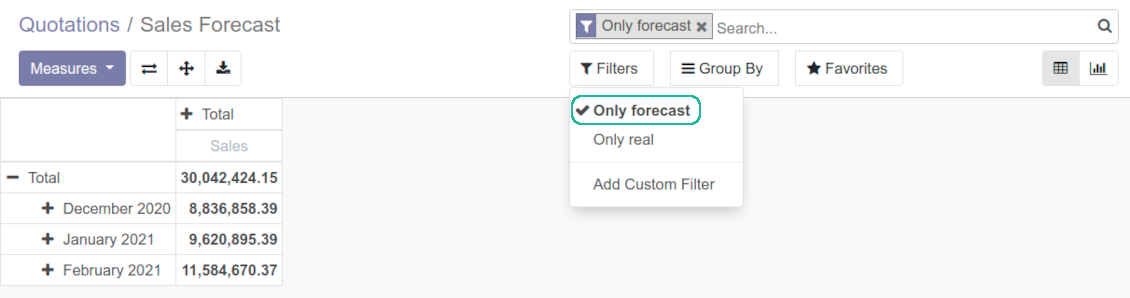 Quotations / Sales Forecast
Only forecast ✖ Search...
Measures
Filters Group By Favorites
Only forecast
Only real
Add Custom Filter
Total
Sales
Total 30,042,424.15
December 2020 8,836,858.39
January 2021 9,620,895.39
February 2021 11,584,670.37